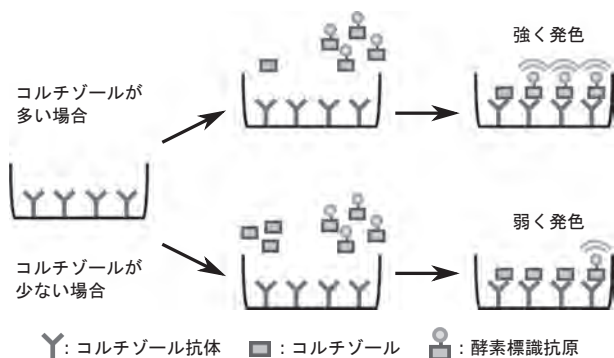 強く発色
コルチゾールが
多い場合
弱く発色
コルチゾールが
少ない場合
：コルチゾール抗体 ：コルチゾール ：酵素標識抗原